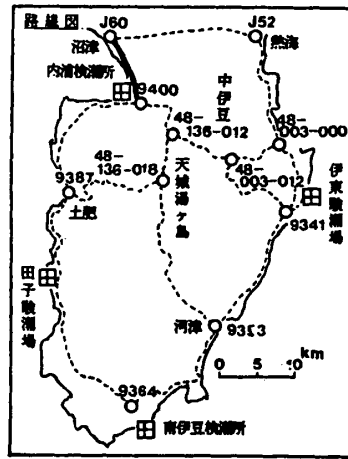 路線図
J60
J52
沼津
熱海
内浦検潮所
9400
中伊豆
48-136-012
48-003-000
48-136-018
天城湯ヶ島
48-003-012
9387
土肥
伊東験潮場
9341
田子験潮場
河津
0 5 10
km
9364
南伊豆検潮所